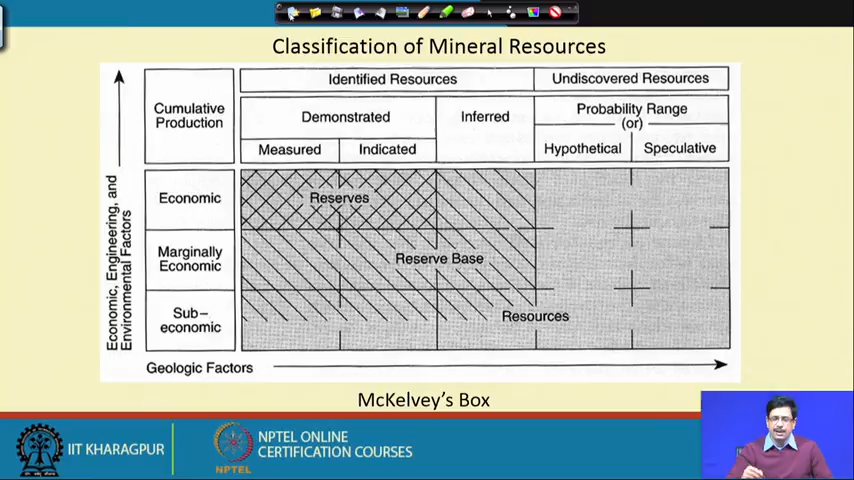 Classification of Mineral Resources
Cumulative
Production
Identified Resources
Undiscovered Resources
Demonstrated
Inferred
Probability Range
(or)
Measured
Indicated
Hypothetical
Speculative
Economic, Engineering, and
Environmental Factors
Economic
Reserves
Marginally
Economic
Reserve Base
Sub-
economic
Resources
Geologic Factors
McKelvey's Box
IIT KHARAGPUR
NPTEL
NPTEL ONLINE
CERTIFICATION COURSES